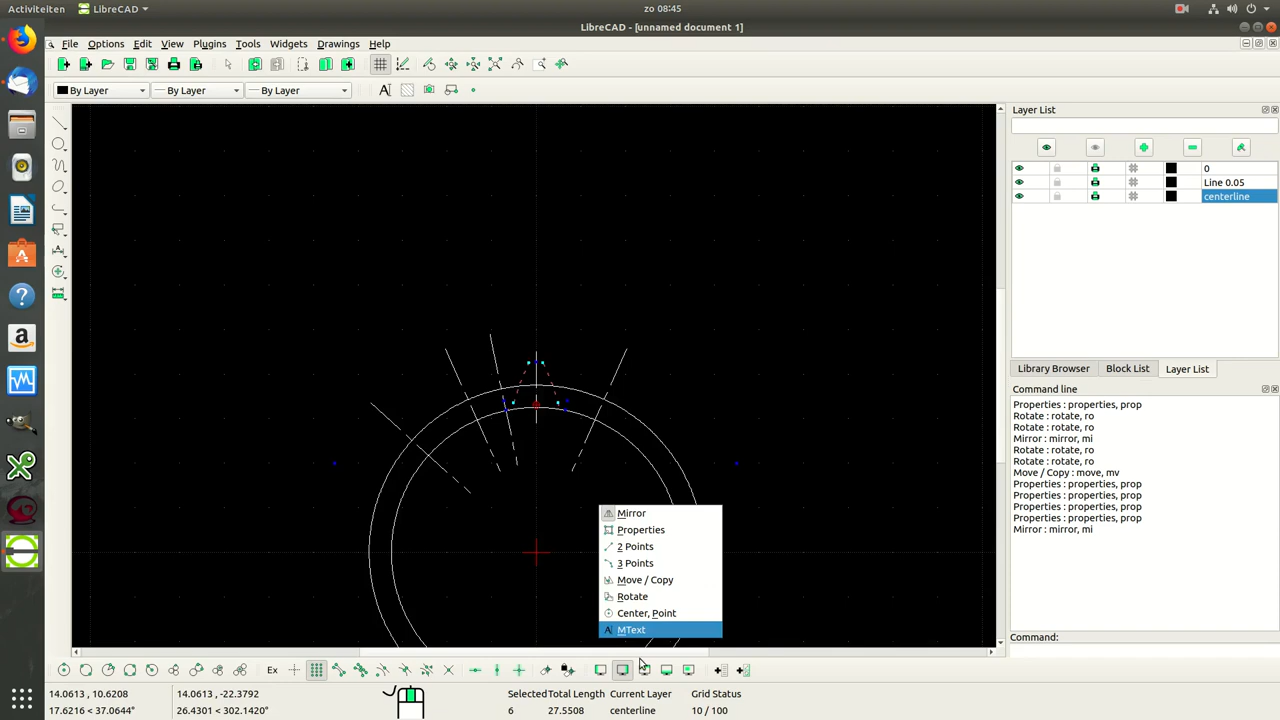 Activiteiten
LibreCAD
zo 08:45
LibreCAD - [unnamed document 1]
File Options Edit View Plugins Tools Widgets Drawings Help
By Layer By Layer By Layer
Layer List
0
Line 0.05
centerline
Library Browser Block List Layer List
Command line
Properties : properties, prop
Rotate : rotate, ro
Rotate : rotate, ro
Mirror : mirror, mi
Rotate : rotate, ro
Rotate : rotate, ro
Move / Copy : move, mv
Properties : properties, prop
Properties : properties, prop
Properties : properties, prop
Properties : properties, prop
Mirror : mirror, mi
Command:
Mirror
Properties
2 Points
3 Points
Move / Copy
Rotate
Center, Point
MText
Ex
14.0613 , 10.6208
17.6216 < 37.0644°
14.0613 , -22.3792
26.4301 < 302.1420°
Selected Total Length Current Layer Grid Status
6 27.5508 centerline 10 / 100